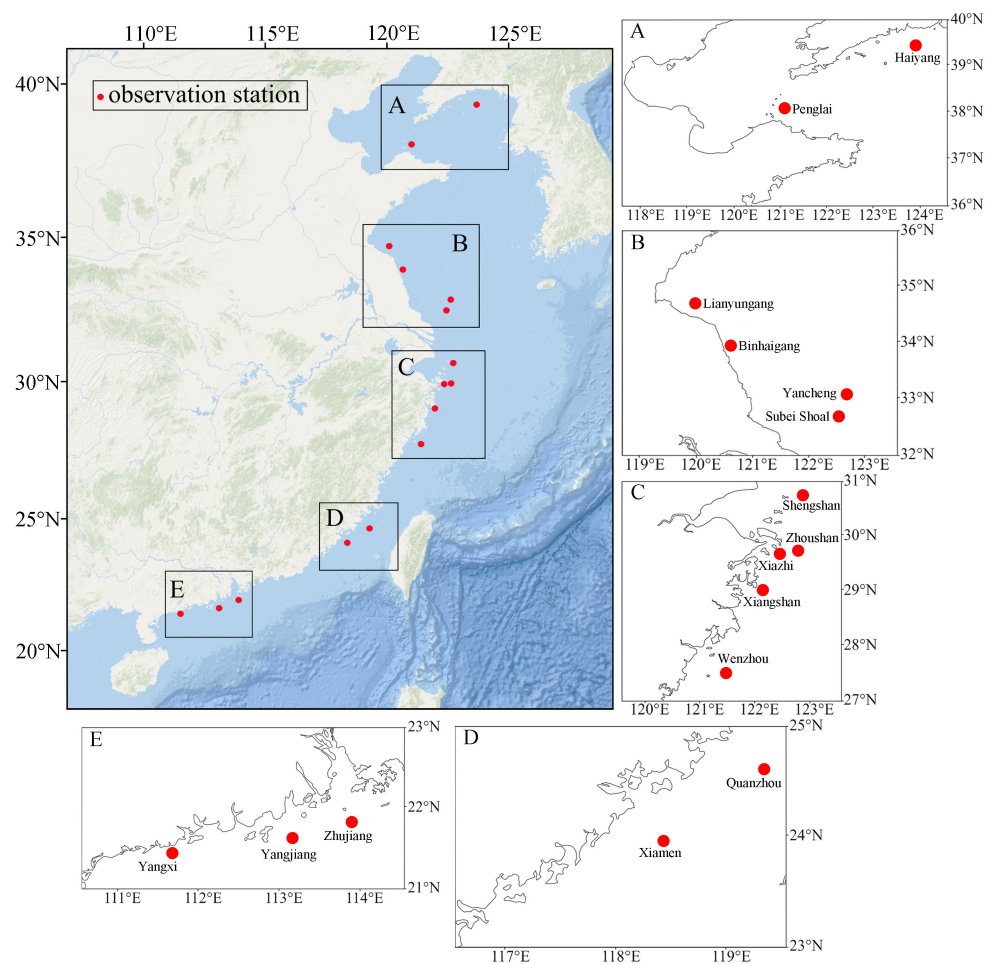 110°E 115°E 120°E 125°E
40°N
35°N
30°N
25°N
20°N
observation station
A
B
C
D
E
A
Haiyang
Penglai
40°N
39°N
38°N
37°N
36°N
118°E 119°E 120°E 121°E 122°E 123°E 124°E
B
Lianyungang
Binhaigang
Yancheng
Subei Shoal
36°N
35°N
34°N
33°N
32°N
119°E 120°E 121°E 122°E 123°E
C
Shengshan
Zhoushan
Xiazhi
Xiangshan
Wenzhou
31°N
30°N
29°N
28°N
27°N
120°E 121°E 122°E 123°E
E
Zhujiang
Yangjiang
Yangxi
23°N
22°N
21°N
111°E 112°E 113°E 114°E
D
Quanzhou
Xiamen
25°N
24°N
23°N
117°E 118°E 119°E